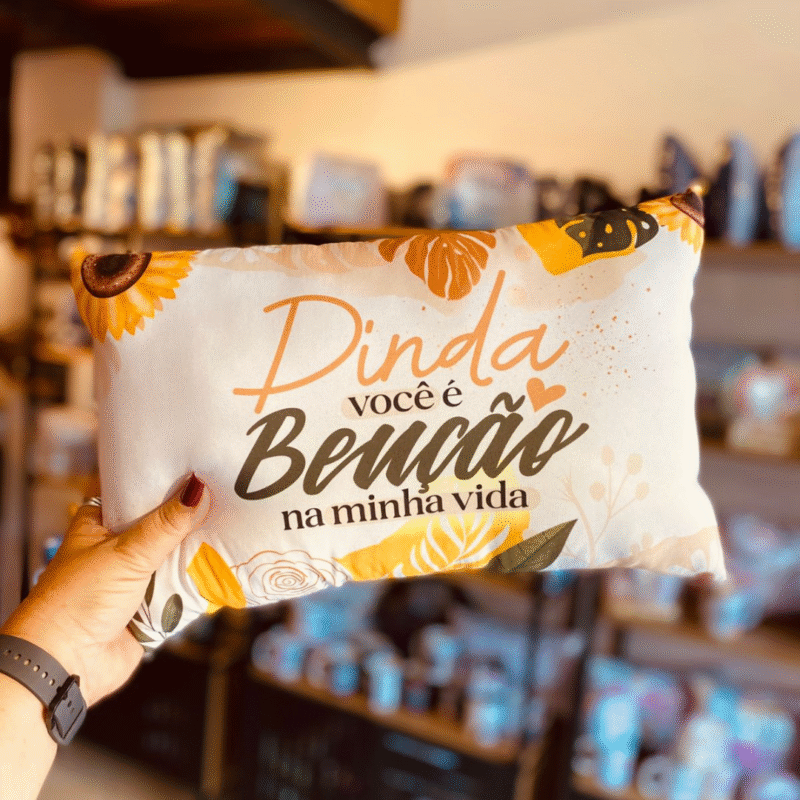 Dinda
você é
Benção
na minha vida